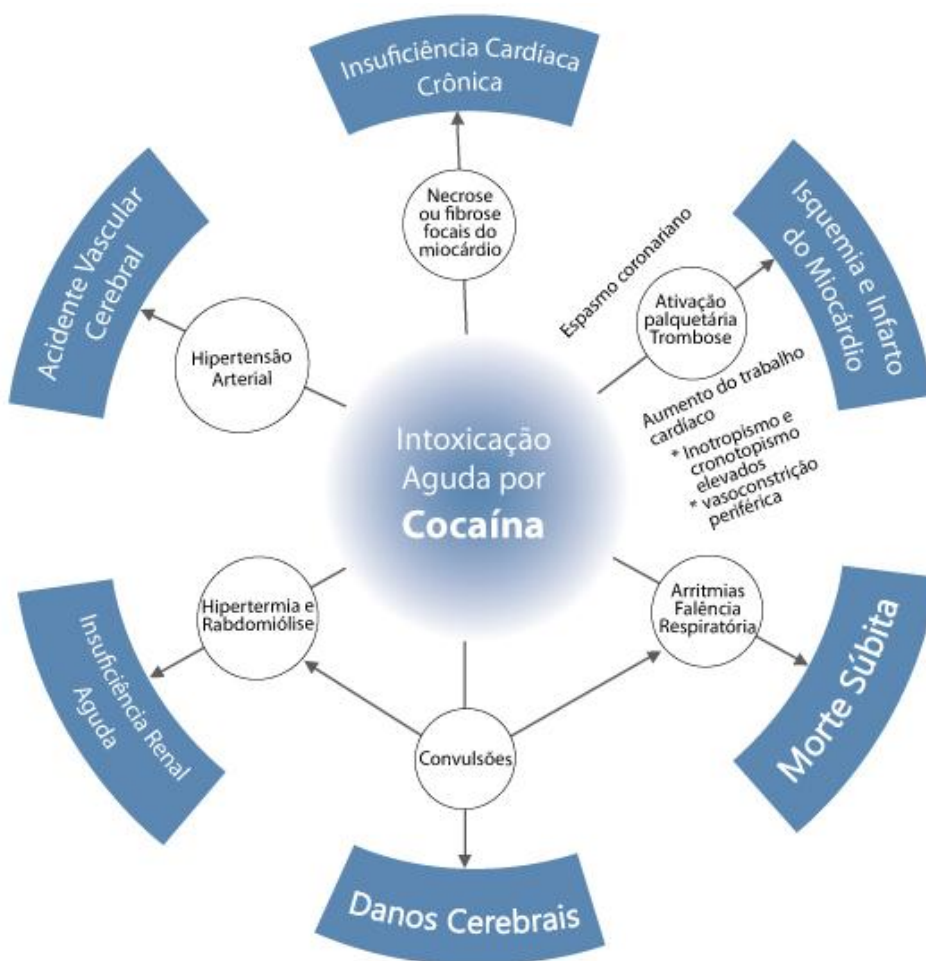 Insuficiência Cardíaca
Crônica
Necrose
ou fibrose
focais do
miocárdio
Isquemia e Infarto
do Miocárdio
Espasmo coronariano
Ativação
palquetária
Trombose
Aumento do trabalho
cardíaco
* Inotropismo e
cronotopismo
elevados
* vasoconstrição
periférica
Acidente Vascular
Cerebral
Hipertensão
Arterial
Intoxicação
Aguda por
Cocaína
Hipertermia e
Rabdomiólise
Insuficiência Renal
Aguda
Arritmias
Falência
Respiratória
Morte Súbita
Convulsões
Danos Cerebrais